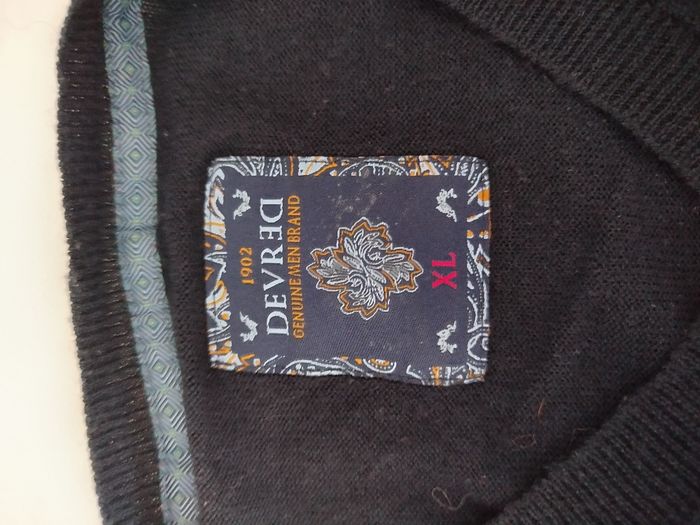 1902
DEVRED
GENUINE MEN BRAND
XL